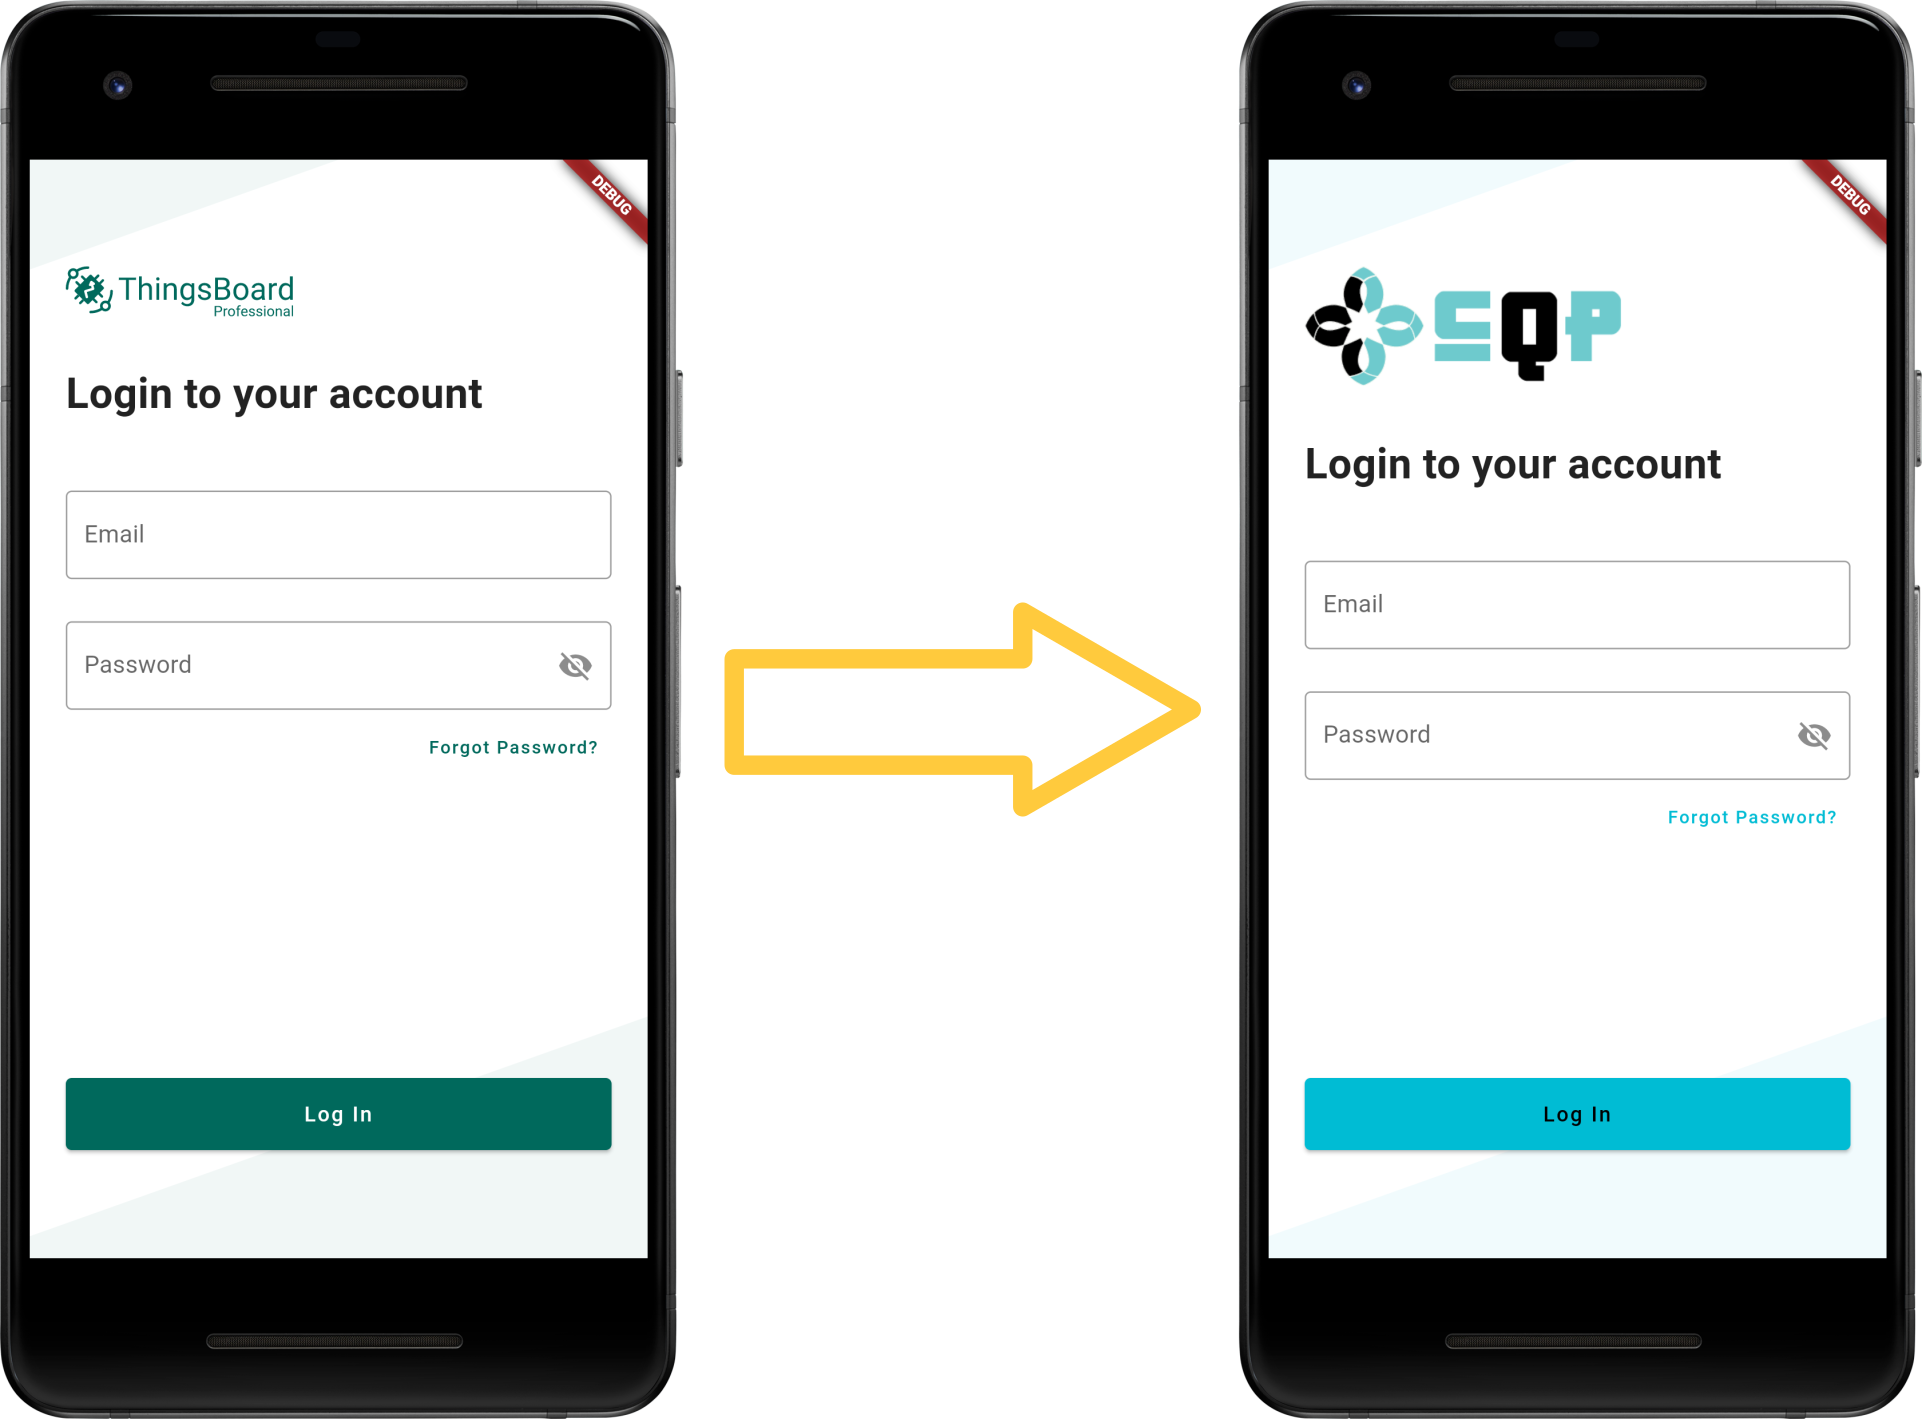 DEBUG
ThingsBoard
Professional
Login to your account
Email
Password
Forgot Password?
Log In
DEBUG
CQP
Login to your account
Email
Password
Forgot Password?
Log In